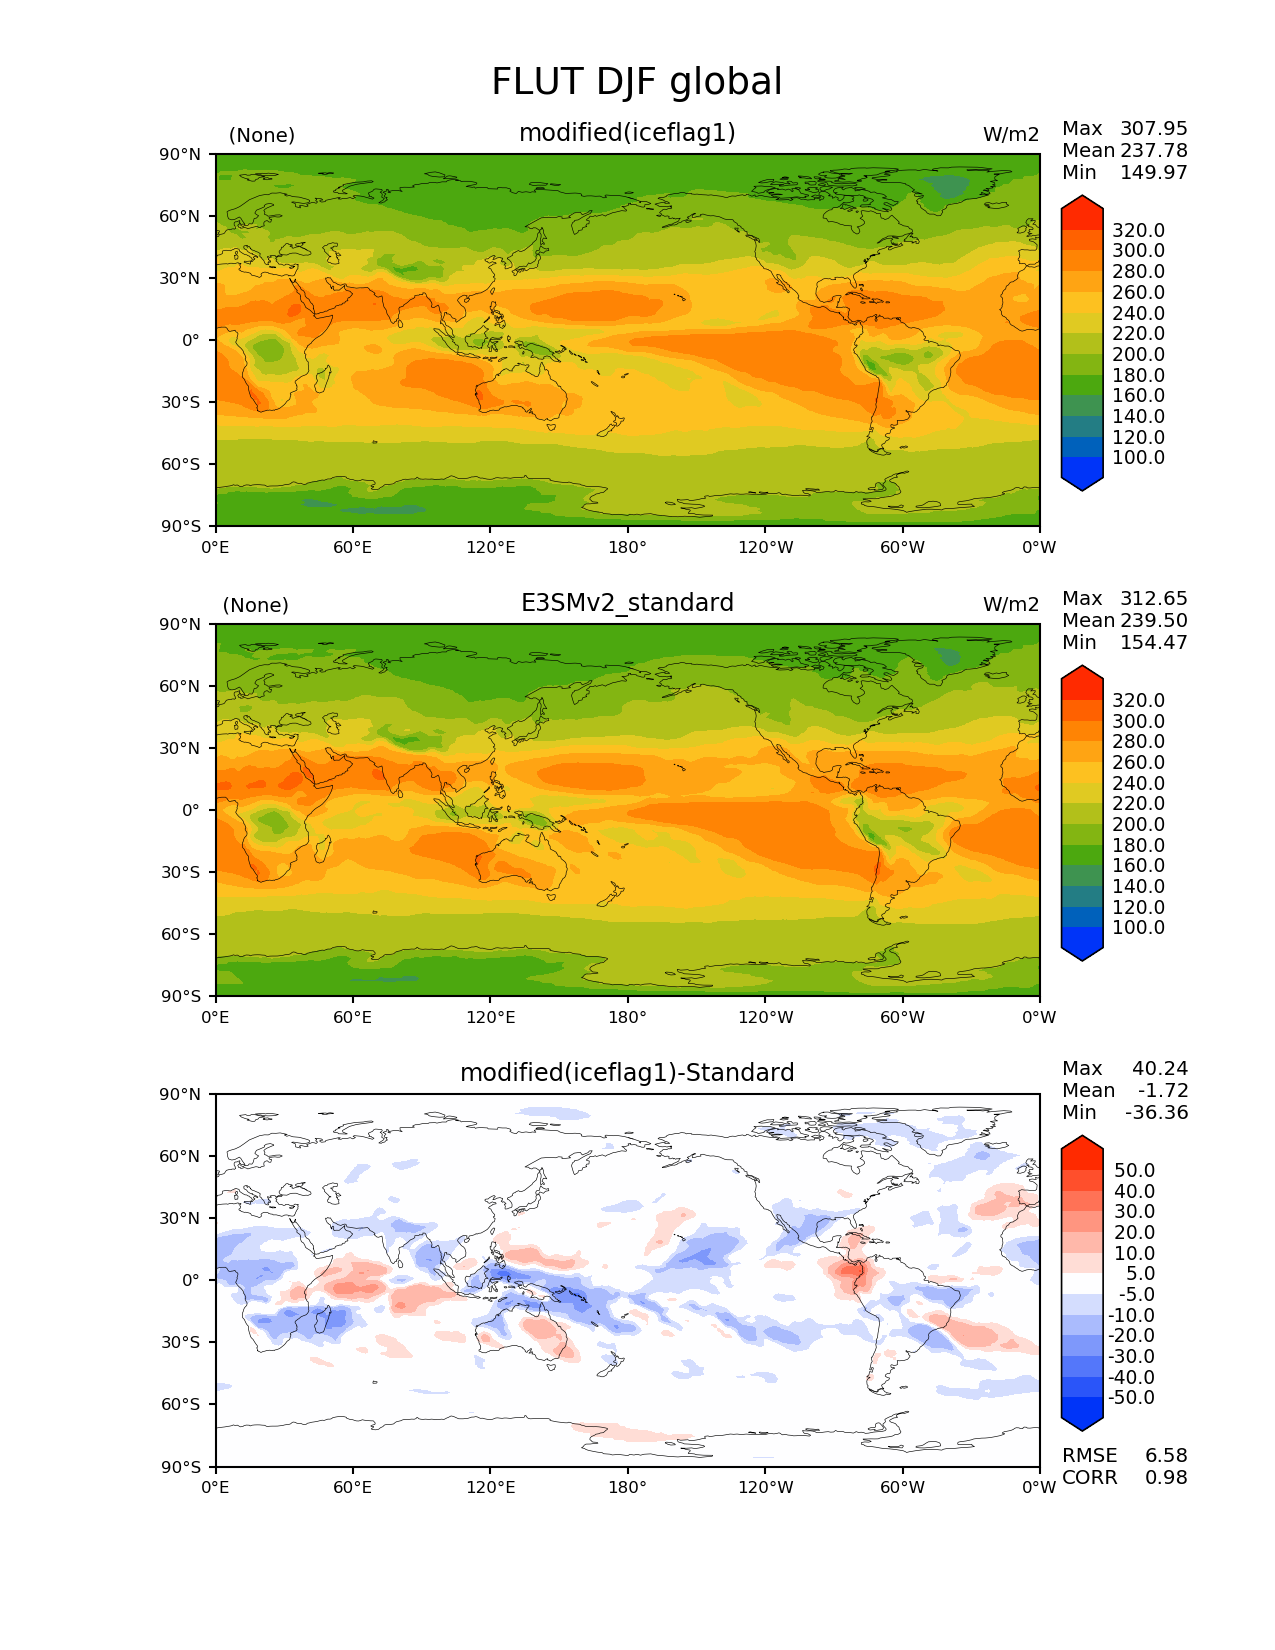 FLUT DJF global
(None) modified(iceflag1) W/m2
Max 307.95
Mean 237.78
Min 149.97
90°N
60°N
30°N
0°
30°S
60°S
90°S
0°E 60°E 120°E 180° 120°W 60°W 0°W
320.0
300.0
280.0
260.0
240.0
220.0
200.0
180.0
160.0
140.0
120.0
100.0
(None) E3SMv2_standard W/m2
Max 312.65
Mean 239.50
Min 154.47
90°N
60°N
30°N
0°
30°S
60°S
90°S
0°E 60°E 120°E 180° 120°W 60°W 0°W
320.0
300.0
280.0
260.0
240.0
220.0
200.0
180.0
160.0
140.0
120.0
100.0
modified(iceflag1)-Standard
Max 40.24
Mean -1.72
Min -36.36
90°N
60°N
30°N
0°
30°S
60°S
90°S
0°E 60°E 120°E 180° 120°W 60°W 0°W
50.0
40.0
30.0
20.0
10.0
5.0
-5.0
-10.0
-20.0
-30.0
-40.0
-50.0
RMSE 6.58
CORR 0.98